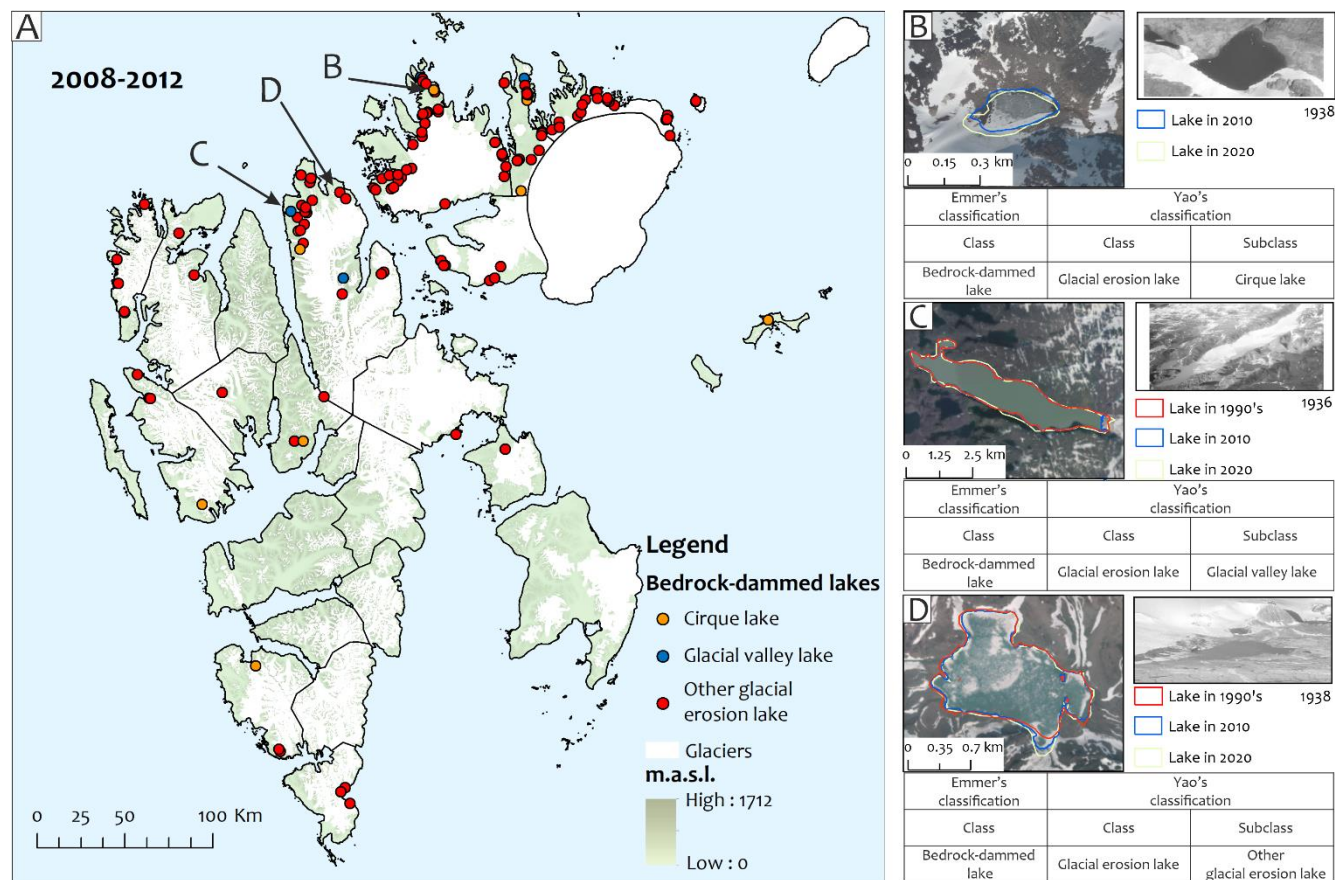 A
2008-2012
B
D
C
Legend
Bedrock-dammed lakes
Cirque lake
Glacial valley lake
Other glacial
erosion lake
Glaciers
m.a.s.l.
High : 1712
Low : 0
0 25 50 100 Km
B
0 0.15 0.3 km
1938
Lake in 2010
Lake in 2020
Emmer's
classification
Yao's
classification
Class Class Subclass
Bedrock-dammed
lake
Glacial erosion lake
Cirque lake
C
0 1.25 2.5 km
1936
Lake in 1990's
Lake in 2010
Lake in 2020
Emmer's
classification
Yao's
classification
Class Class Subclass
Bedrock-dammed
lake
Glacial erosion lake
Glacial valley lake
D
0 0.35 0.7 km
Lake in 1990's
1938
Lake in 2010
Lake in 2020
Emmer's
classification
Yao's
classification
Class Class Subclass
Bedrock-dammed
lake
Glacial erosion lake
Other
glacial erosion lake